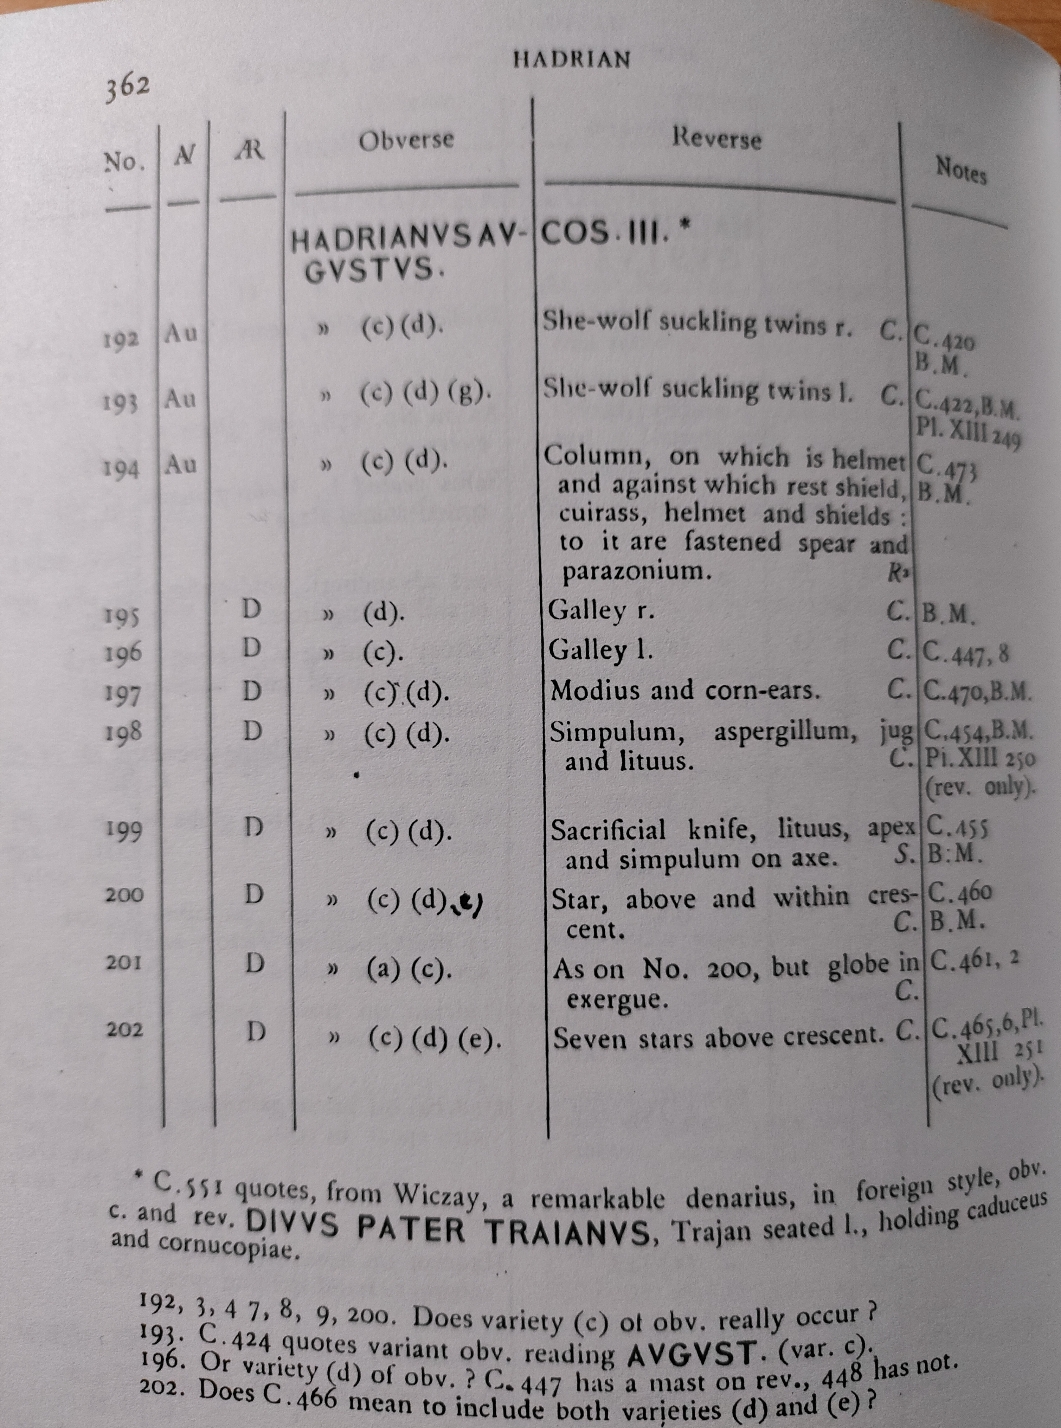 362
HADRIAN
No. | N | ÆR | Obverse | Reverse | Notes
HADRIANVS AV- | COS. III. *
GVSTVS.
192 | Au | » (c) (d). | She-wolf suckling twins r. C. | C.420
B.M.
193 | Au | » (c) (d) (g). | She-wolf suckling twins l. C. | C.422,B.M.
Pl. XIII 249
194 | Au | » (c) (d). | Column, on which is helmet | C.473
and against which rest shield, | B.M.
cuirass, helmet and shields :
to it are fastened spear and
parazonium. R²
195 | D | » (d). | Galley r. C. | B.M.
196 | D | » (c). | Galley l. C. | C.447, 8
197 | D | » (c) (d). | Modius and corn-ears. C. | C.470,B.M.
198 | D | » (c) (d). | Simpulum, aspergillum, jug | C.454,B.M.
and lituus. C. | Pi.XIII 250
(rev. only).
199 | D | » (c) (d). | Sacrificial knife, lituus, apex | C.455
and simpulum on axe. S. | B:M.
200 | D | » (c) (d), | Star, above and within cres- | C.460
cent. C. | B.M.
201 | D | » (a) (c). | As on No. 200, but globe in | C.461, 2
exergue. C.
202 | D | » (c) (d) (e). | Seven stars above crescent. C. | C.465,6,Pl.
XIII 251
(rev. only).
* C.551 quotes, from Wiczay, a remarkable denarius, in foreign style, obv.
c. and rev. DIVVS PATER TRAIANVS, Trajan seated l., holding caduceus
and cornucopiae.
192, 3, 4 7, 8, 9, 200. Does variety (c) of obv. really occur ?
193. C.424 quotes variant obv. reading AVGVST. (var. c).
196. Or variety (d) of obv. ? C. 447 has a mast on rev., 448 has not.
202. Does C.466 mean to include both varieties (d) and (e) ?